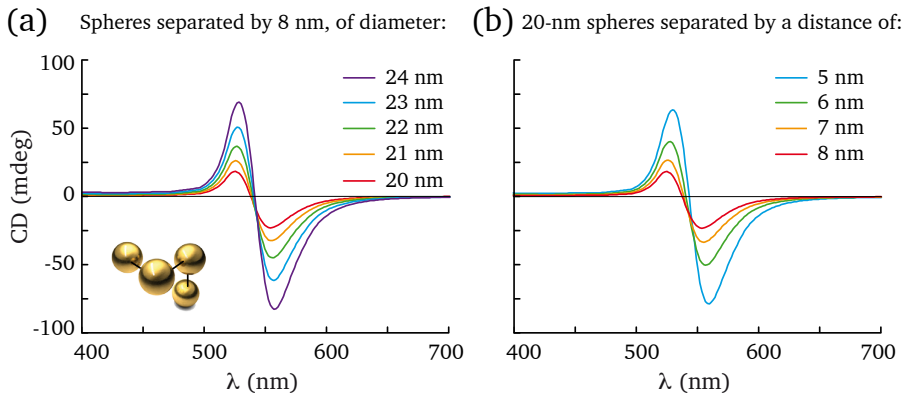 (a) Spheres separated by 8 nm, of diameter:
100
50
0
-50
-100
CD (mdeg)
24 nm
23 nm
22 nm
21 nm
20 nm
400 500 600 700
λ (nm)
(b) 20-nm spheres separated by a distance of:
5 nm
6 nm
7 nm
8 nm
400 500 600 700
λ (nm)